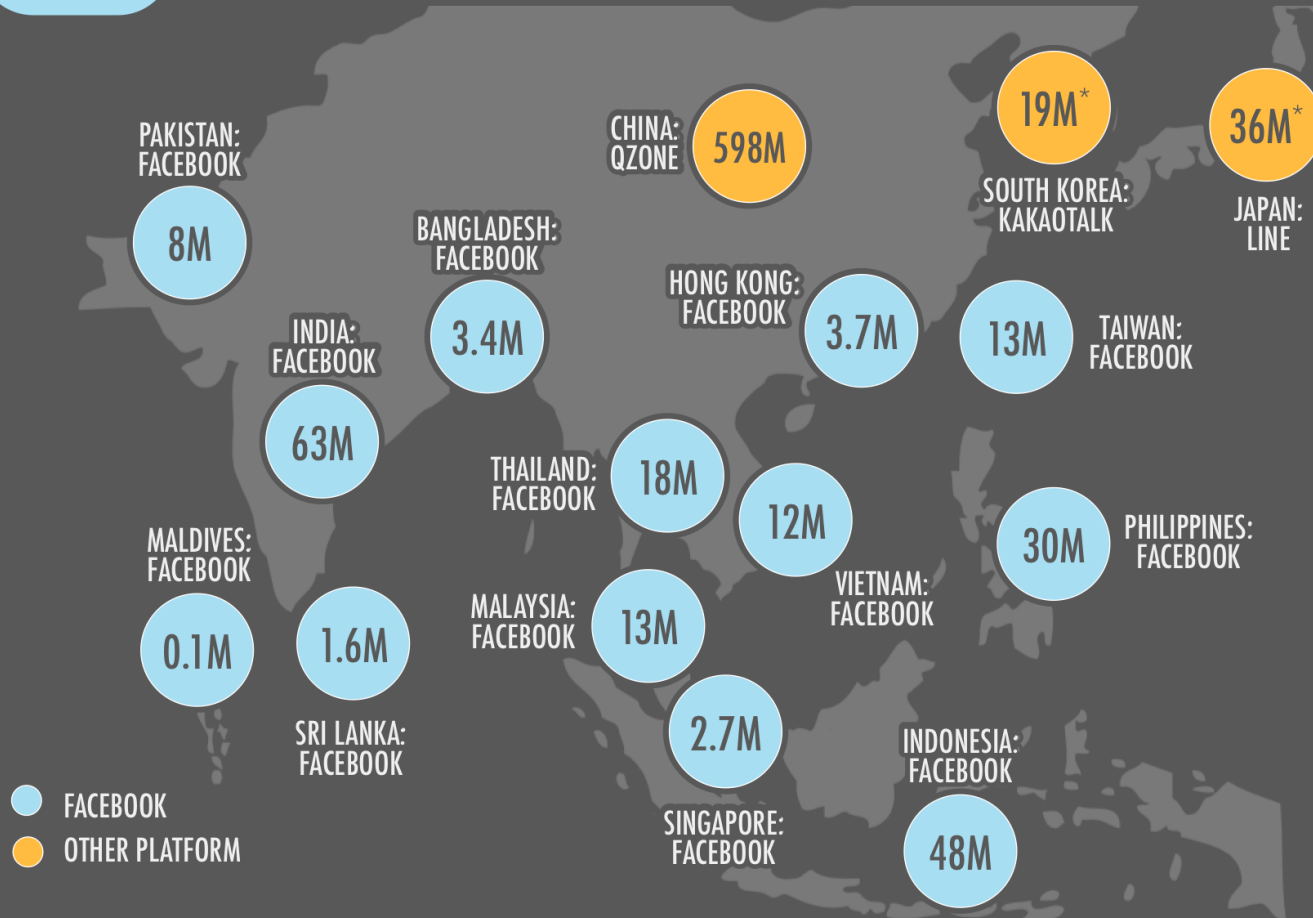 19M*
36M*
CHINA:
QZONE
598M
PAKISTAN:
FACEBOOK
8M
SOUTH KOREA:
KAKAOTALK
JAPAN:
LINE
BANGLADESH:
FACEBOOK
3.4M
HONG KONG:
FACEBOOK
3.7M
13M
TAIWAN:
FACEBOOK
INDIA:
FACEBOOK
63M
THAILAND:
FACEBOOK
18M
12M
VIETNAM:
FACEBOOK
30M
PHILIPPINES:
FACEBOOK
MALDIVES:
FACEBOOK
0.1M
1.6M
SRI LANKA:
FACEBOOK
MALAYSIA:
FACEBOOK
13M
2.7M
SINGAPORE:
FACEBOOK
INDONESIA:
FACEBOOK
48M
FACEBOOK
OTHER PLATFORM